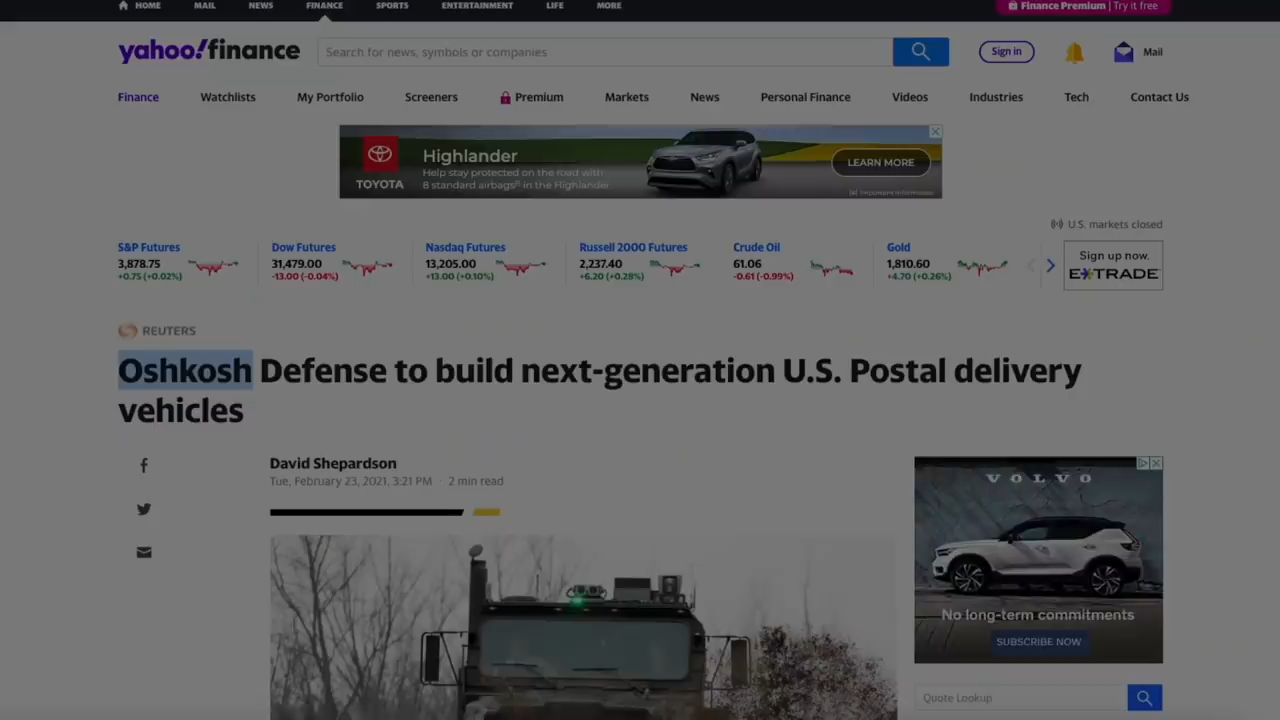 HOME MAIL NEWS FINANCE SPORTS ENTERTAINMENT LIFE MORE
Finance Premium | Try it free
yahoo!finance
Search for news, symbols or companies
Sign in
Mail
Finance Watchlists My Portfolio Screeners Premium Markets News Personal Finance Videos Industries Tech Contact Us
TOYOTA
Highlander
Help stay protected on the road with
8 standard airbags in the Highlander
LEARN MORE
U.S. markets closed
S&P Futures
3,878.75
+0.75 (+0.02%)
Dow Futures
31,479.00
-13.00 (-0.04%)
Nasdaq Futures
13,205.00
+13.00 (+0.10%)
Russell 2000 Futures
2,237.40
+6.20 (+0.28%)
Crude Oil
61.06
-0.61 (-0.99%)
Gold
1,810.60
+4.70 (+0.26%)
Sign up now.
E*TRADE
REUTERS
Oshkosh Defense to build next-generation U.S. Postal delivery
vehicles
David Shepardson
Tue, February 23, 2021, 3:21 PM · 2 min read
VOLVO
No long-term commitments
SUBSCRIBE NOW
Quote Lookup